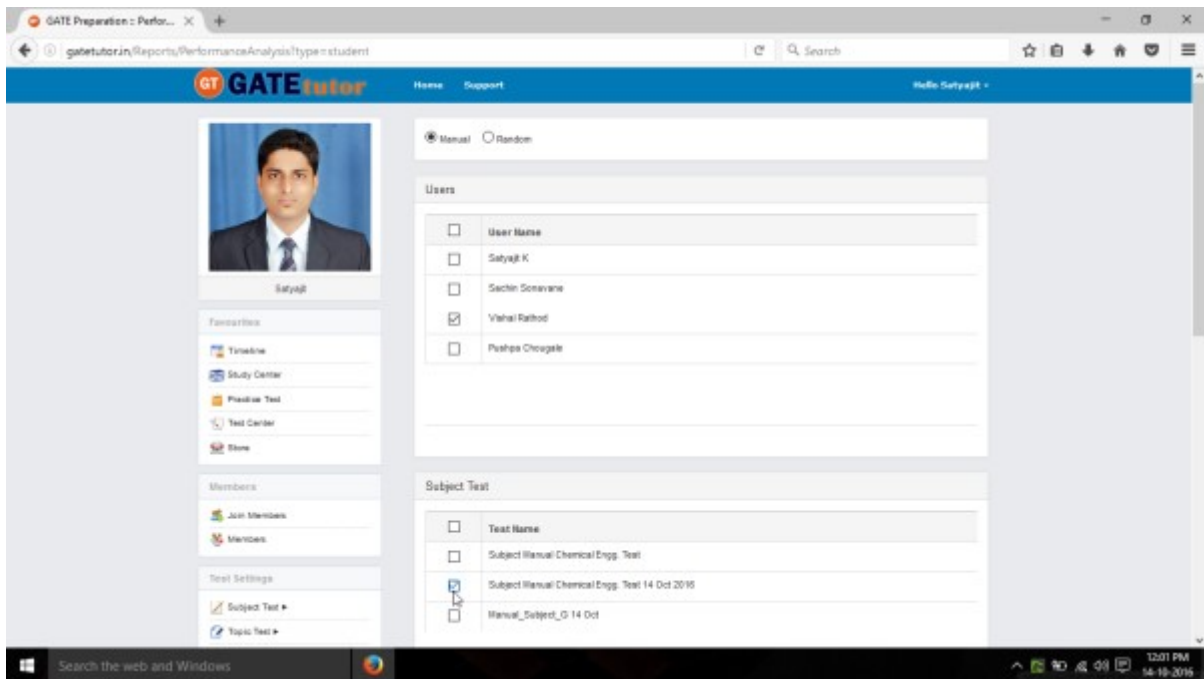 GATE Preparation :: Perfor...
gatetutor.in/Reports/PerformanceAnalysis?type=student
Search
GT GATEtutor
Home Support
Hello Satyajit
Manual Random
Users
User Name
Satyajit K
Sachin Sonavane
Vishal Rathod
Pushpa Chougale
Satyajit
Favourites
Timeline
Study Center
Practise Test
Test Center
Store
Members
Join Members
Members
Test Settings
Subject Test
Topic Test
Subject Test
Test Name
Subject Manual Chemical Engg. Test
Subject Manual Chemical Engg. Test 14 Oct 2016
Manual_Subject_G 14 Oct
Search the web and Windows
12:01 PM
14-10-2016